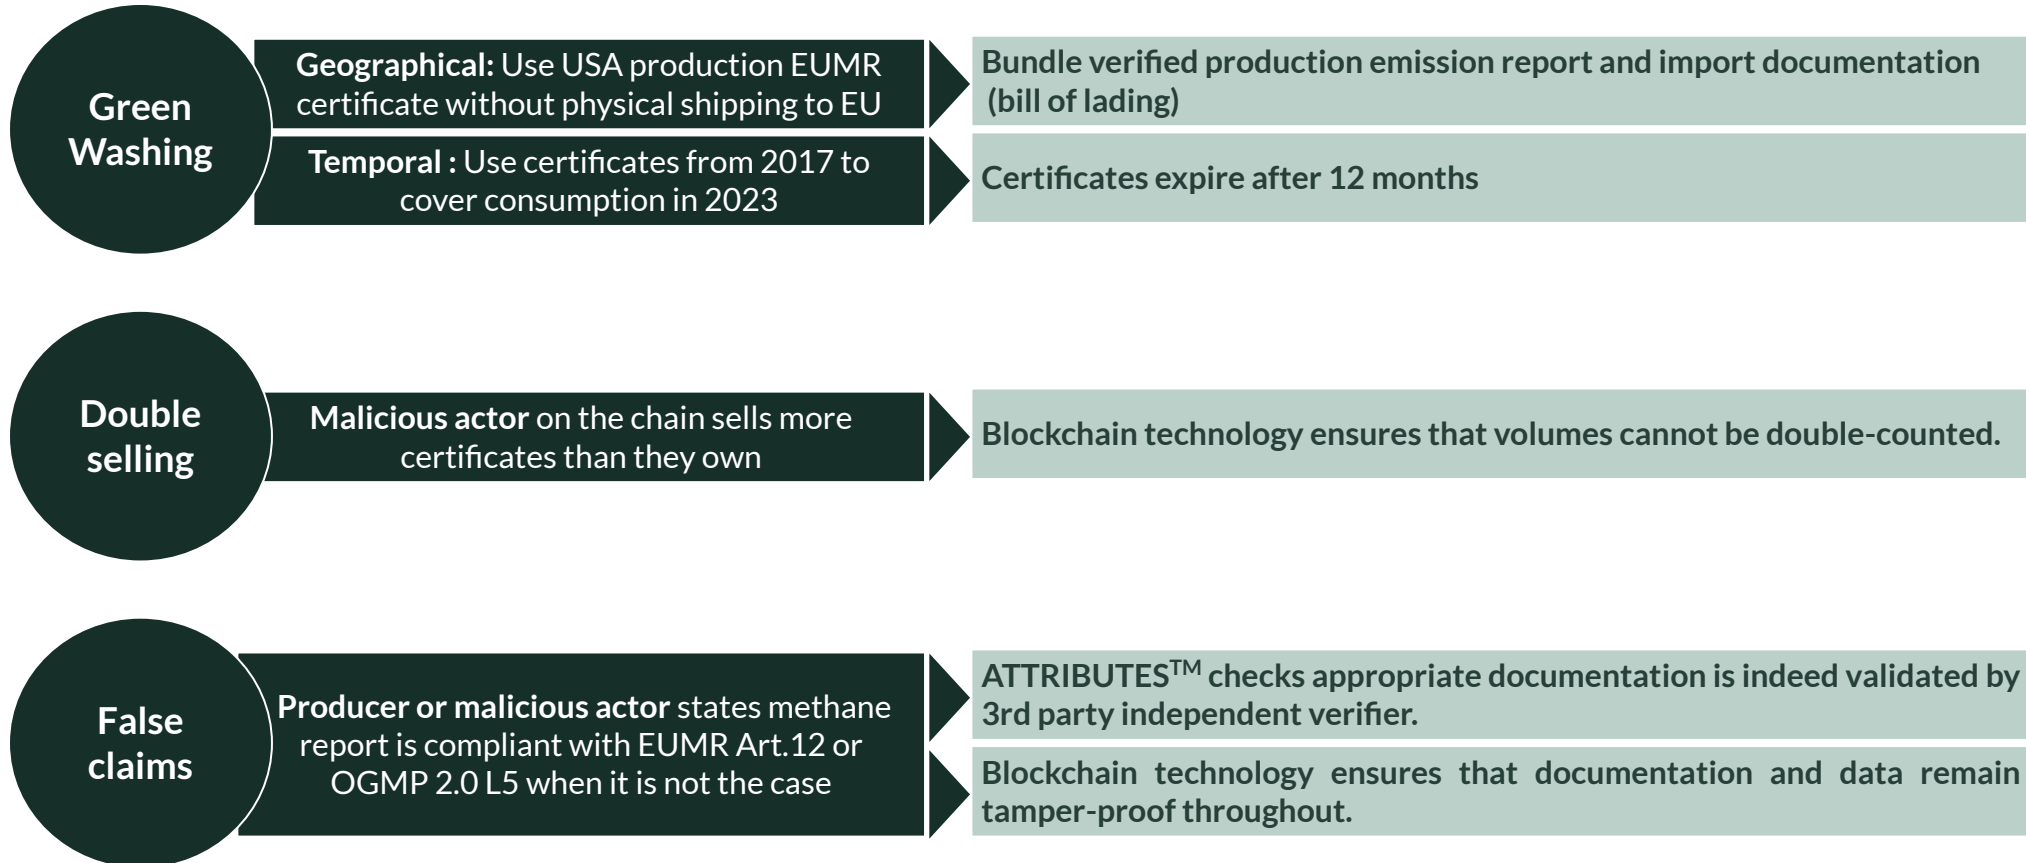 Green
Washing
Geographical: Use USA production EUMR
certificate without physical shipping to EU
Bundle verified production emission report and import documentation
(bill of lading)
Temporal : Use certificates from 2017 to
cover consumption in 2023
Certificates expire after 12 months
Double
selling
Malicious actor on the chain sells more
certificates than they own
Blockchain technology ensures that volumes cannot be double-counted.
False
claims
Producer or malicious actor states methane
report is compliant with EUMR Art.12 or
OGMP 2.0 L5 when it is not the case
ATTRIBUTES™ checks appropriate documentation is indeed validated by
3rd party independent verifier.
Blockchain technology ensures that documentation and data remain
tamper-proof throughout.